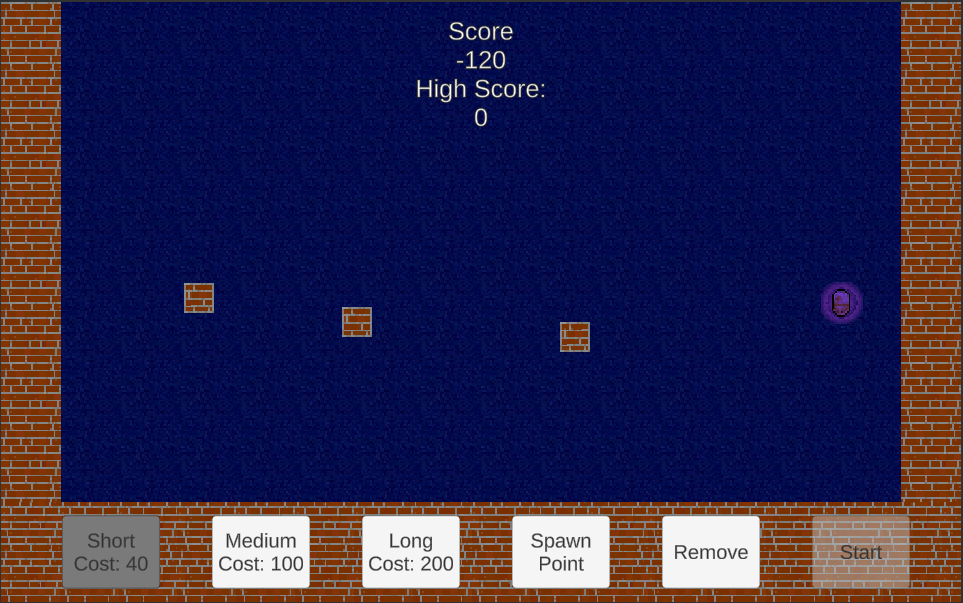 Score
-120
High Score:
0
Short
Cost: 40
Medium
Cost: 100
Long
Cost: 200
Spawn
Point
Remove
Start